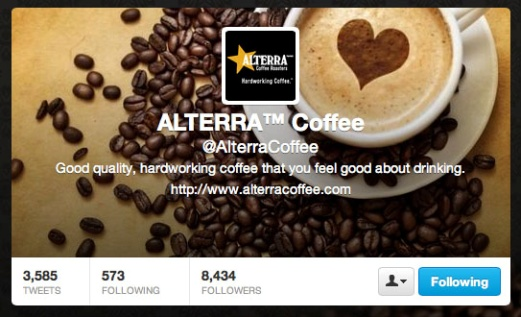 ALTERRA™
Coffee Roasters
Hardworking Coffee.™
ALTERRA™ Coffee
@AlterraCoffee
Good quality, hardworking coffee that you feel good about drinking.
http://www.alterracoffee.com
3,585
TWEETS
573
FOLLOWING
8,434
FOLLOWERS
Following